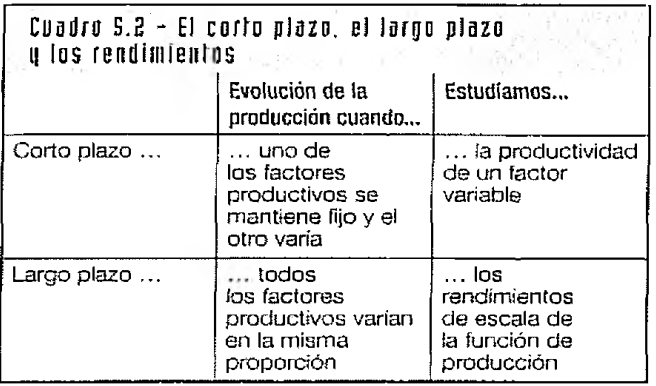 Cuadro 5.2 - El corto plazo, el largo plazo
y los rendimientos
Evolución de la
producción cuando...
Estudiamos...
Corto plazo ...
... uno de
los factores
productivos se
mantiene fijo y el
otro varía
... la productividad
de un factor
variable
Largo plazo ...
... todos
los factores
productivos varían
en la misma
proporción
... los
rendimientos
de escala de
la función de
producción